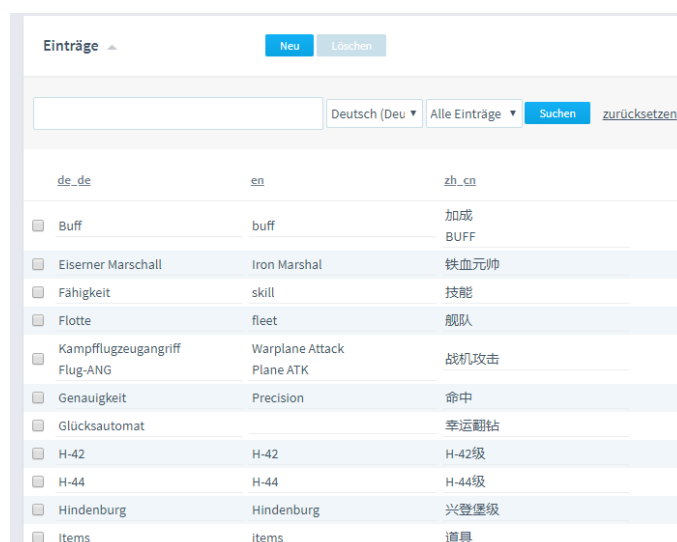 Einträge
Neu Löschen
Deutsch (Deu Alle Einträge Suchen zurücksetzen
de_de en zh_cn
Buff buff 加成
BUFF
Eiserner Marschall Iron Marshal 铁血元帅
Fähigkeit skill 技能
Flotte fleet 舰队
Kampfflugzeugangriff Warplane Attack 战机攻击
Flug-ANG Plane ATK
Genauigkeit Precision 命中
Glücksautomat 幸运翻钻
H-42 H-42 H-42级
H-44 H-44 H-44级
Hindenburg Hindenburg 兴登堡级
Items items 道具